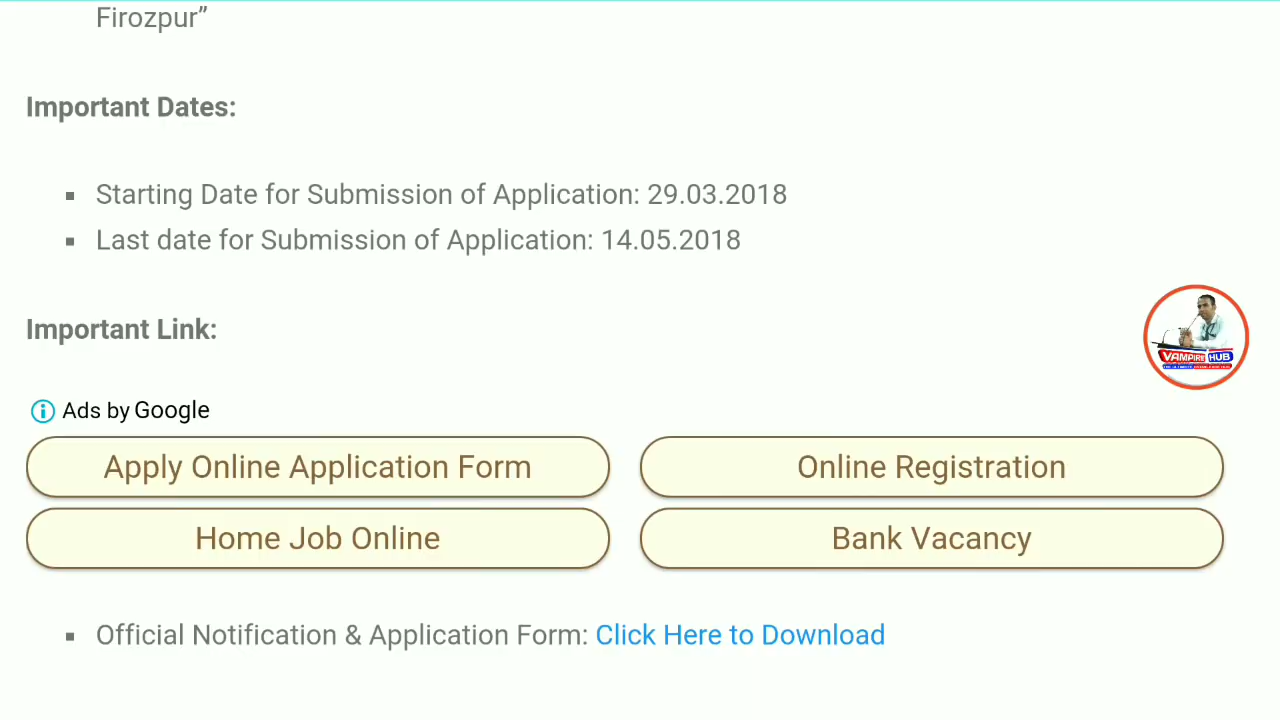 Firozpur”
Important Dates:
▪ Starting Date for Submission of Application: 29.03.2018
▪ Last date for Submission of Application: 14.05.2018
Important Link:
VAMPIRE HUB
Ads by Google
Apply Online Application Form
Online Registration
Home Job Online
Bank Vacancy
▪ Official Notification & Application Form: Click Here to Download